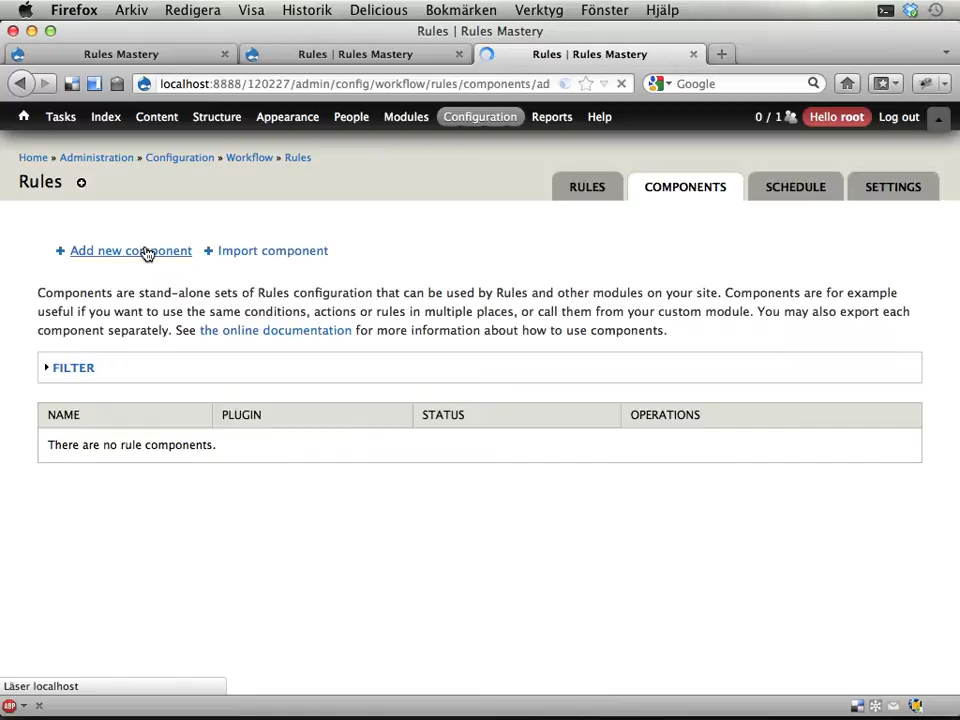 Firefox Arkiv Redigera Visa Historik Delicious Bokmärken Verktyg Fönster Hjälp
Rules | Rules Mastery
Rules Mastery Rules | Rules Mastery Rules | Rules Mastery
localhost:8888/120227/admin/config/workflow/rules/components/ad Google
Tasks Index Content Structure Appearance People Modules Configuration Reports Help 0 / 1 Hello root Log out
Home » Administration » Configuration » Workflow » Rules
Rules RULES COMPONENTS SCHEDULE SETTINGS
Add new component Import component
Components are stand-alone sets of Rules configuration that can be used by Rules and other modules on your site. Components are for example
useful if you want to use the same conditions, actions or rules in multiple places, or call them from your custom module. You may also export each
component separately. See the online documentation for more information about how to use components.
FILTER
NAME PLUGIN STATUS OPERATIONS
There are no rule components.
Läser localhost
ABP